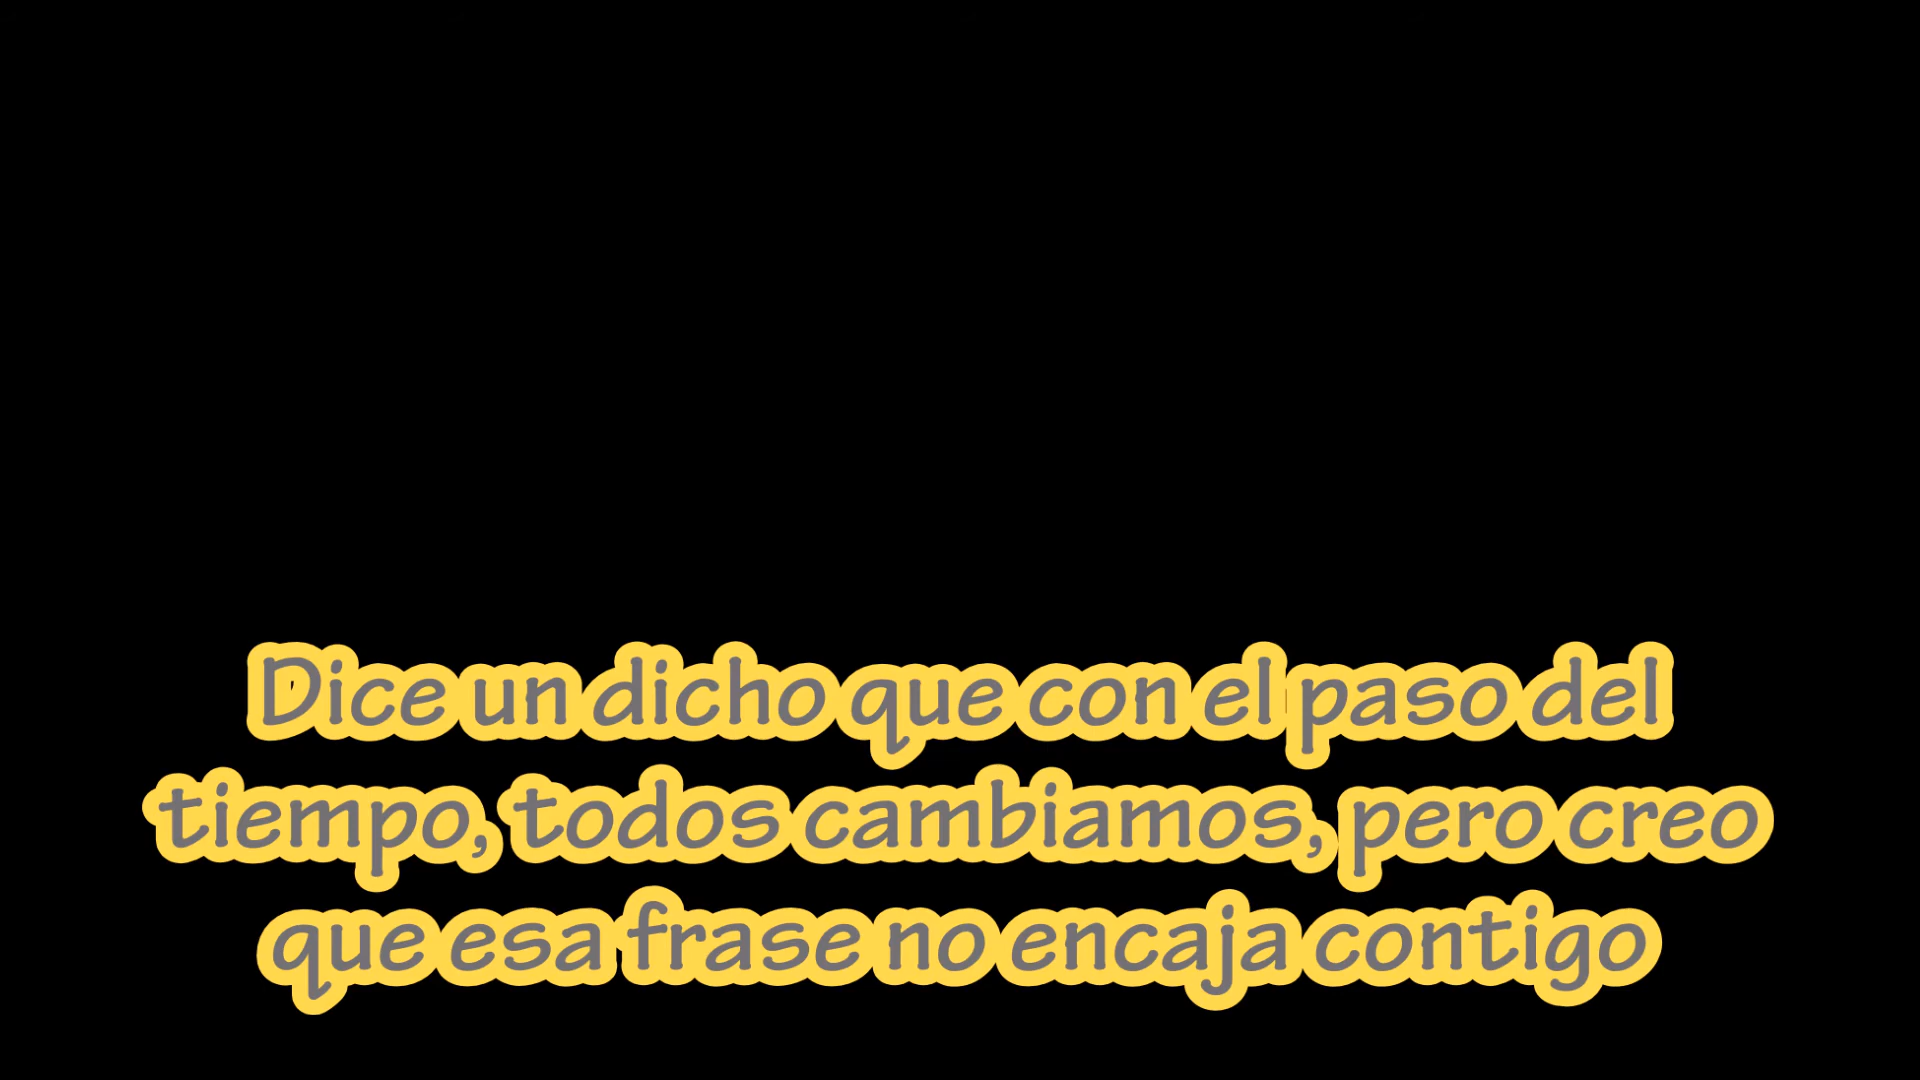 Dice un dicho que con el paso del
tiempo, todos cambiamos, pero creo
que esa frase no encaja contigo